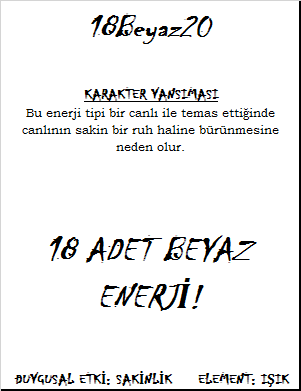 18Beyaz20
KARAKTER YANSIMASI
Bu enerji tipi bir canlı ile temas ettiğinde
canlının sakin bir ruh haline bürünmesine
neden olur.
18 ADET BEYAZ
ENERJİ!
DUYGUSAL ETKİ: SAKİNLİK ELEMENT: IŞIK